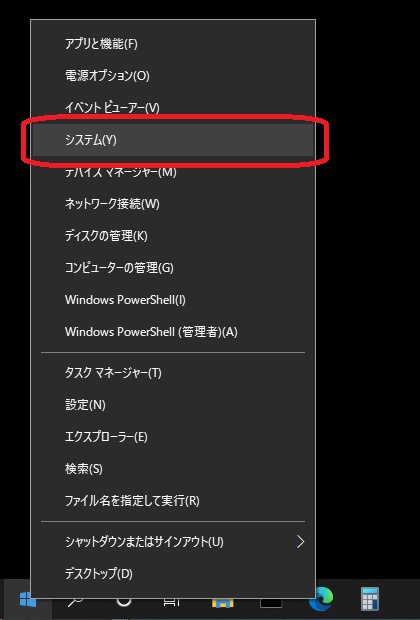 アプリと機能(F)
電源オプション(O)
イベント ビューアー(V)
システム(Y)
デバイス マネージャー(M)
ネットワーク接続(W)
ディスクの管理(K)
コンピューターの管理(G)
Windows PowerShell(I)
Windows PowerShell (管理者)(A)
タスク マネージャー(T)
設定(N)
エクスプローラー(E)
検索(S)
ファイル名を指定して実行(R)
シャットダウンまたはサインアウト(U)
デスクトップ(D)